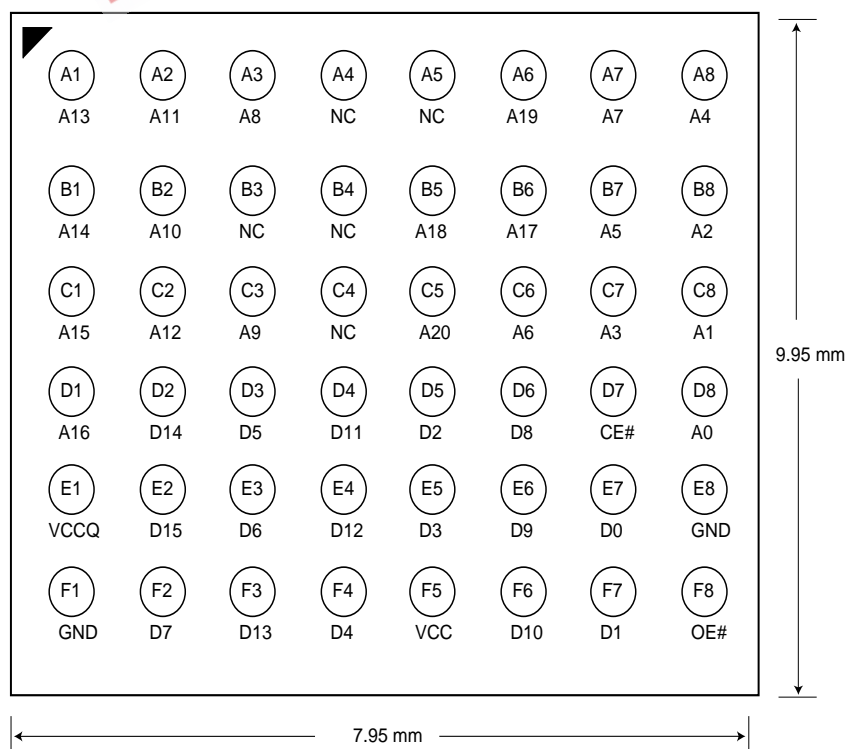 A1 A2 A3 A4 A5 A6 A7 A8
A13 A11 A8 NC NC A19 A7 A4
B1 B2 B3 B4 B5 B6 B7 B8
A14 A10 NC NC A18 A17 A5 A2
C1 C2 C3 C4 C5 C6 C7 C8
A15 A12 A9 NC A20 A6 A3 A1
9.95 mm
D1 D2 D3 D4 D5 D6 D7 D8
A16 D14 D5 D11 D2 D8 CE# A0
E1 E2 E3 E4 E5 E6 E7 E8
VCCQ D15 D6 D12 D3 D9 D0 GND
F1 F2 F3 F4 F5 F6 F7 F8
GND D7 D13 D4 VCC D10 D1 OE#
7.95 mm